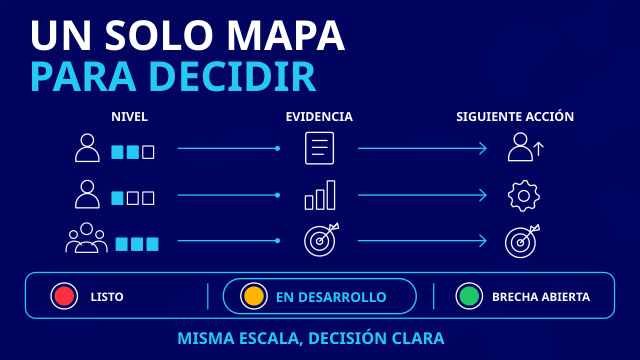 UN SOLO MAPA
PARA DECIDIR
NIVEL EVIDENCIA SIGUIENTE ACCIÓN
LISTO EN DESARROLLO BRECHA ABIERTA
MISMA ESCALA, DECISIÓN CLARA